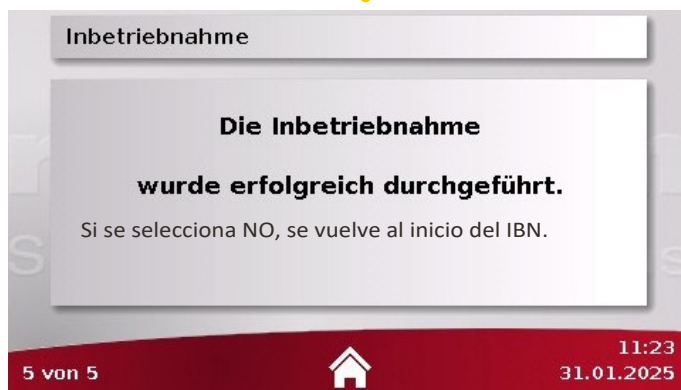 Inbetriebnahme
Die Inbetriebnahme
wurde erfolgreich durchgeführt.
Si se selecciona NO, se vuelve al inicio del IBN.
11:23
5 von 5
31.01.2025